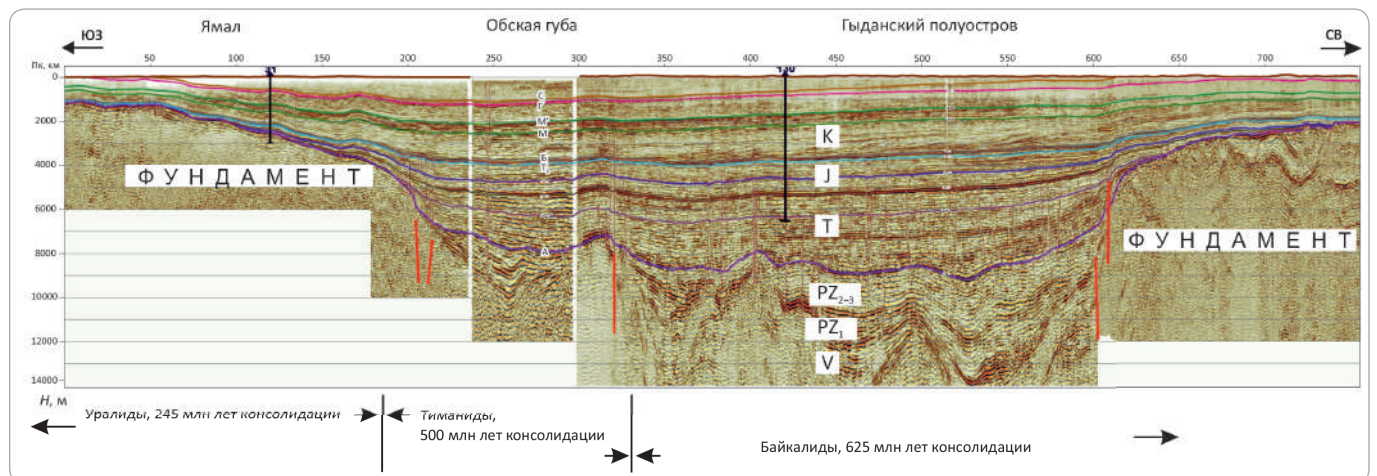 Ямал Обская губа Гыданский полуостров
ЮЗ СВ
Пк, км 50 100 150 200 250 300 350 400 450 500 550 600 650 700
0
2000
4000
6000
8000
10000
12000
14000
H, м
С
Г
М'
М
Б
Т
А
K
J
T
PZ2–3
PZ1
V
ФУНДАМЕНТ
ФУНДАМЕНТ
Уралиды, 245 млн лет консолидации
Тиманиды,
500 млн лет консолидации
Байкалиды, 625 млн лет консолидации